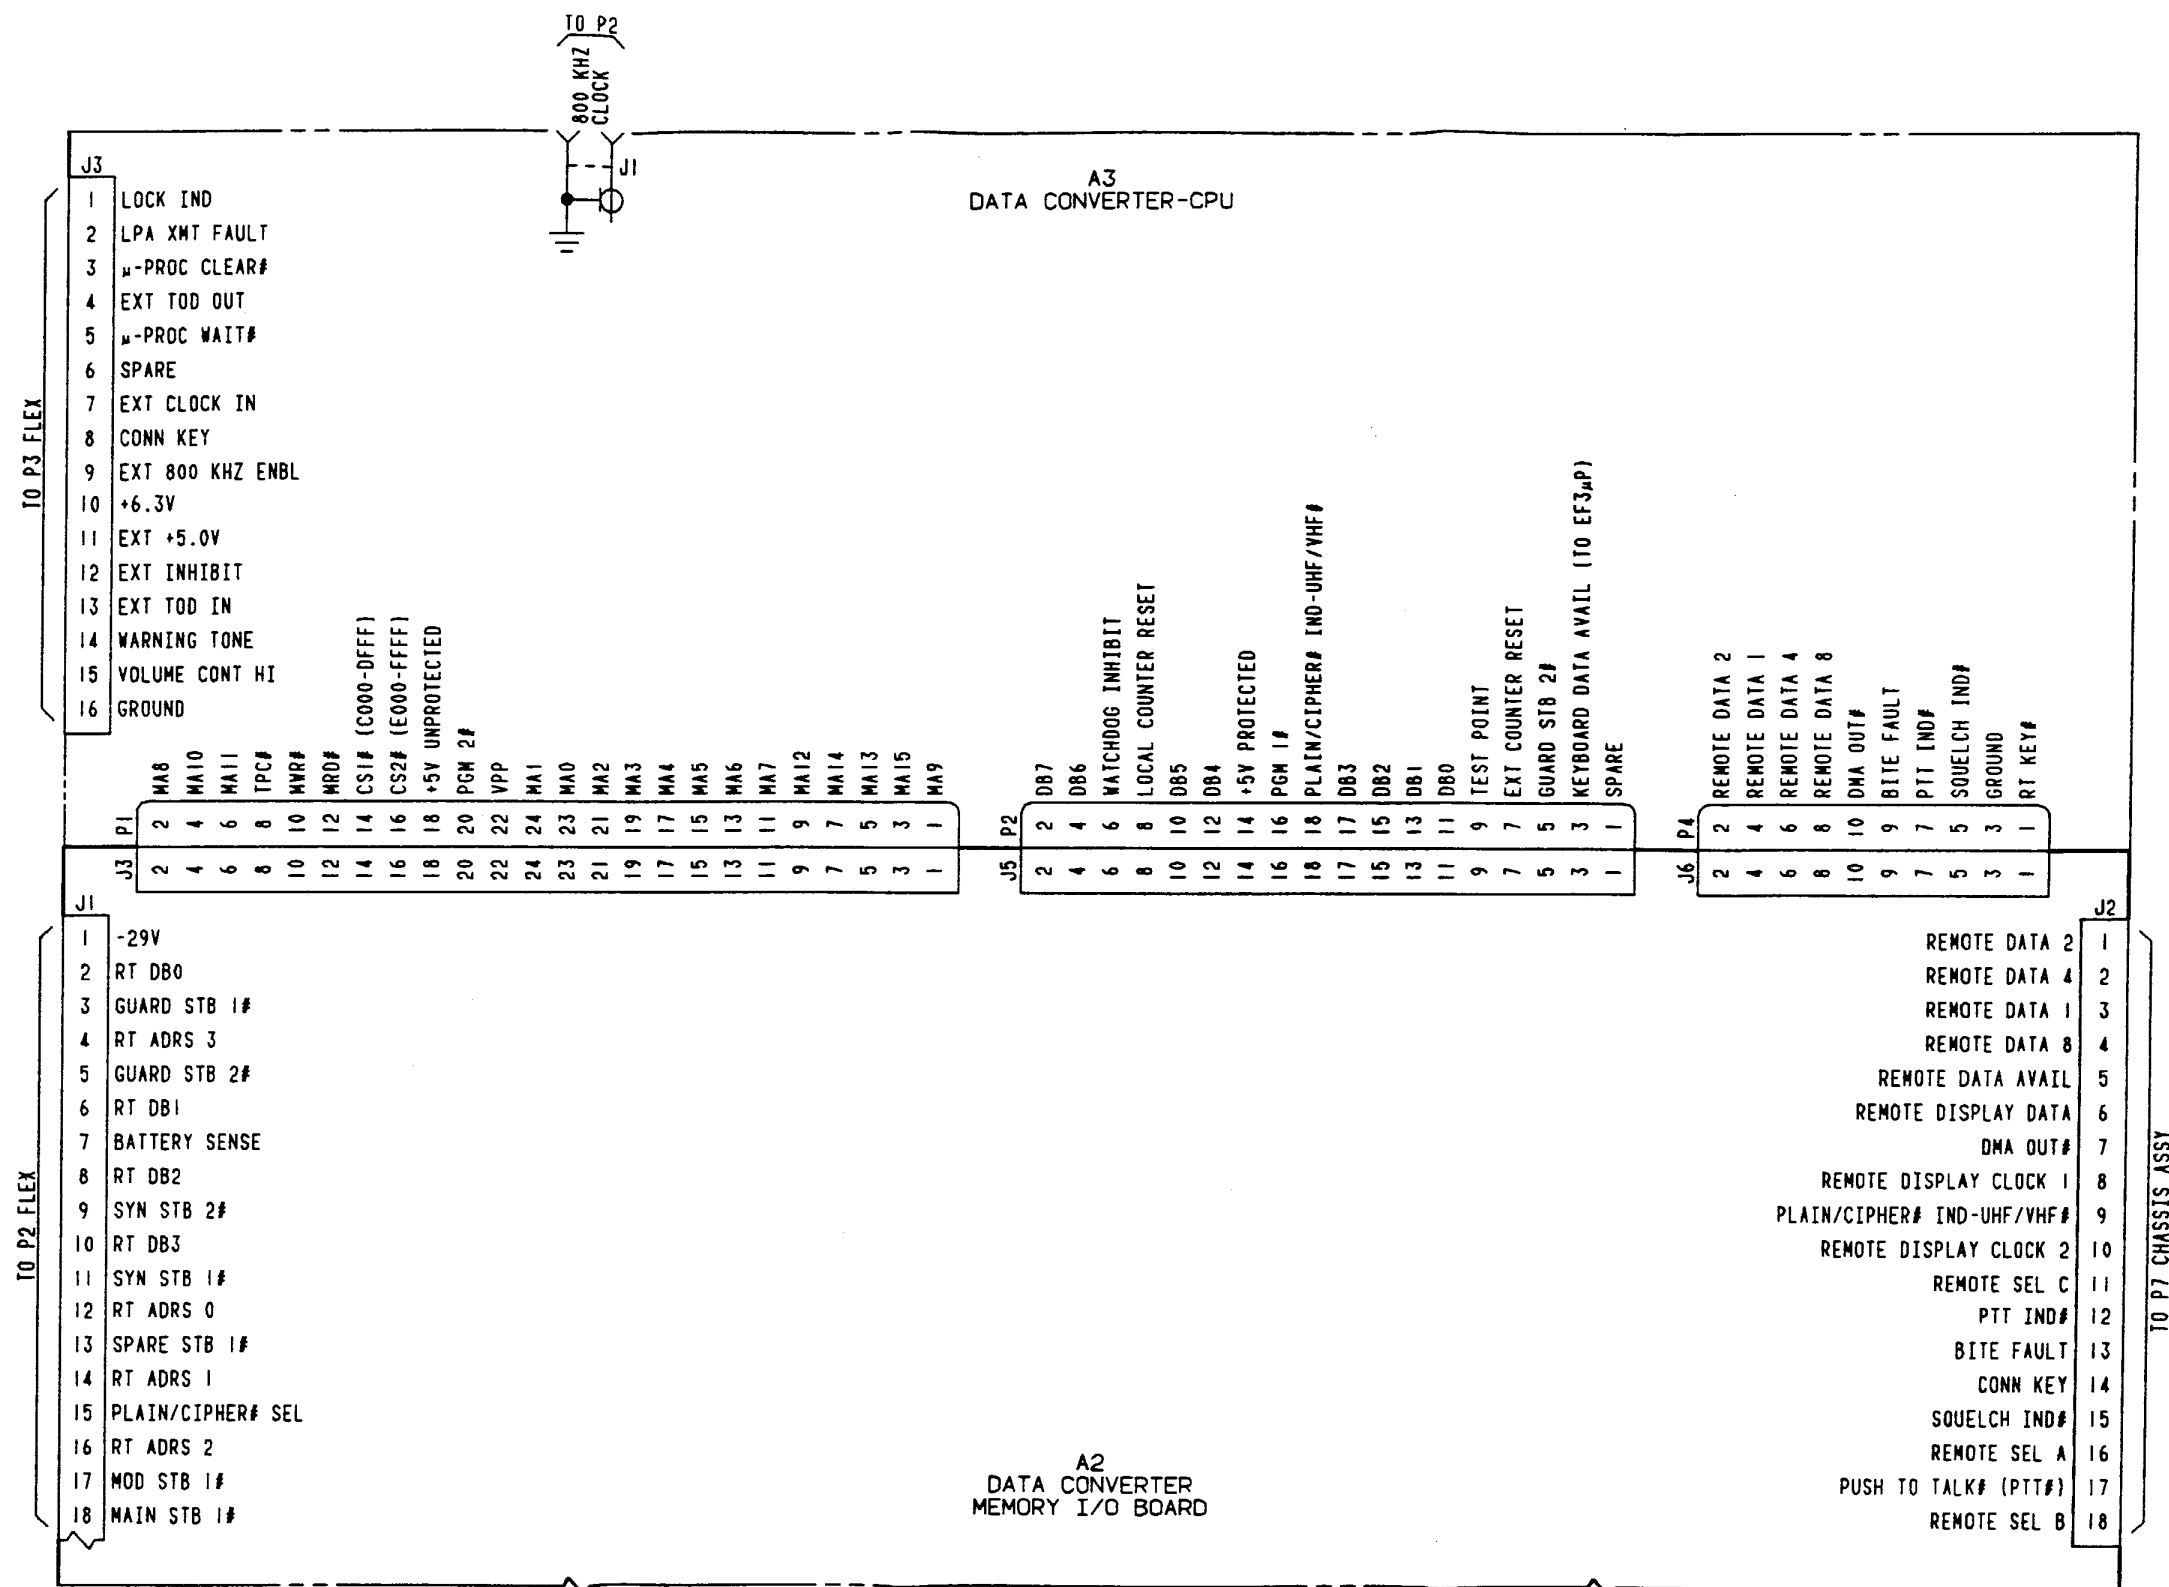 TO P2
800 KHZ
CLOCK
J1
A3
DATA CONVERTER-CPU
TO P3 FLEX
J3
1 LOCK IND
2 LPA XMT FAULT
3 µ-PROC CLEAR#
4 EXT TOD OUT
5 µ-PROC WAIT#
6 SPARE
7 EXT CLOCK IN
8 CONN KEY
9 EXT 800 KHZ ENBL
10 +6.3V
11 EXT +5.0V
12 EXT INHIBIT
13 EXT TOD IN
14 WARNING TONE
15 VOLUME CONT HI
16 GROUND
MA8
MA10
MA11
TPC#
MWR#
MRD#
CS1# (C000-DFFF)
CS2# (E000-FFFF)
+5V UNPROTECTED
PGM 2#
VPP
MA1
MA0
MA2
MA3
MA4
MA5
MA6
MA7
MA12
MA14
MA13
MA15
MA9
P1 2 4 6 8 10 12 14 16 18 20 22 24 23 21 19 17 15 13 11 9 7 5 3 1
J3 2 4 6 8 10 12 14 16 18 20 22 24 23 21 19 17 15 13 11 9 7 5 3 1
DB7
DB6
WATCHDOG INHIBIT
LOCAL COUNTER RESET
DB5
DB4
+5V PROTECTED
PGM 1#
PLAIN/CIPHER# IND-UHF/VHF#
DB3
DB2
DB1
DB0
TEST POINT
EXT COUNTER RESET
GUARD STB 2#
KEYBOARD DATA AVAIL (TO EF3µP)
SPARE
P2 2 4 6 8 10 12 14 16 18 17 15 13 11 9 7 5 3 1
J5 2 4 6 8 10 12 14 16 18 17 15 13 11 9 7 5 3 1
REMOTE DATA 2
REMOTE DATA 1
REMOTE DATA 4
REMOTE DATA 8
DMA OUT#
BITE FAULT
PTT IND#
SQUELCH IND#
GROUND
RT KEY#
P4 2 4 6 8 10 9 7 5 3 1
J6 2 4 6 8 10 9 7 5 3 1
TO P2 FLEX
J1
1 -29V
2 RT DB0
3 GUARD STB 1#
4 RT ADRS 3
5 GUARD STB 2#
6 RT DB1
7 BATTERY SENSE
8 RT DB2
9 SYN STB 2#
10 RT DB3
11 SYN STB 1#
12 RT ADRS 0
13 SPARE STB 1#
14 RT ADRS 1
15 PLAIN/CIPHER# SEL
16 RT ADRS 2
17 MOD STB 1#
18 MAIN STB 1#
A2
DATA CONVERTER
MEMORY I/O BOARD
J2
REMOTE DATA 2 1
REMOTE DATA 4 2
REMOTE DATA 1 3
REMOTE DATA 8 4
REMOTE DATA AVAIL 5
REMOTE DISPLAY DATA 6
DMA OUT# 7
REMOTE DISPLAY CLOCK 1 8
PLAIN/CIPHER# IND-UHF/VHF# 9
REMOTE DISPLAY CLOCK 2 10
REMOTE SEL C 11
PTT IND# 12
BITE FAULT 13
CONN KEY 14
SQUELCH IND# 15
REMOTE SEL A 16
PUSH TO TALK# (PTT#) 17
REMOTE SEL B 18
TO P7 CHASSIS ASSY